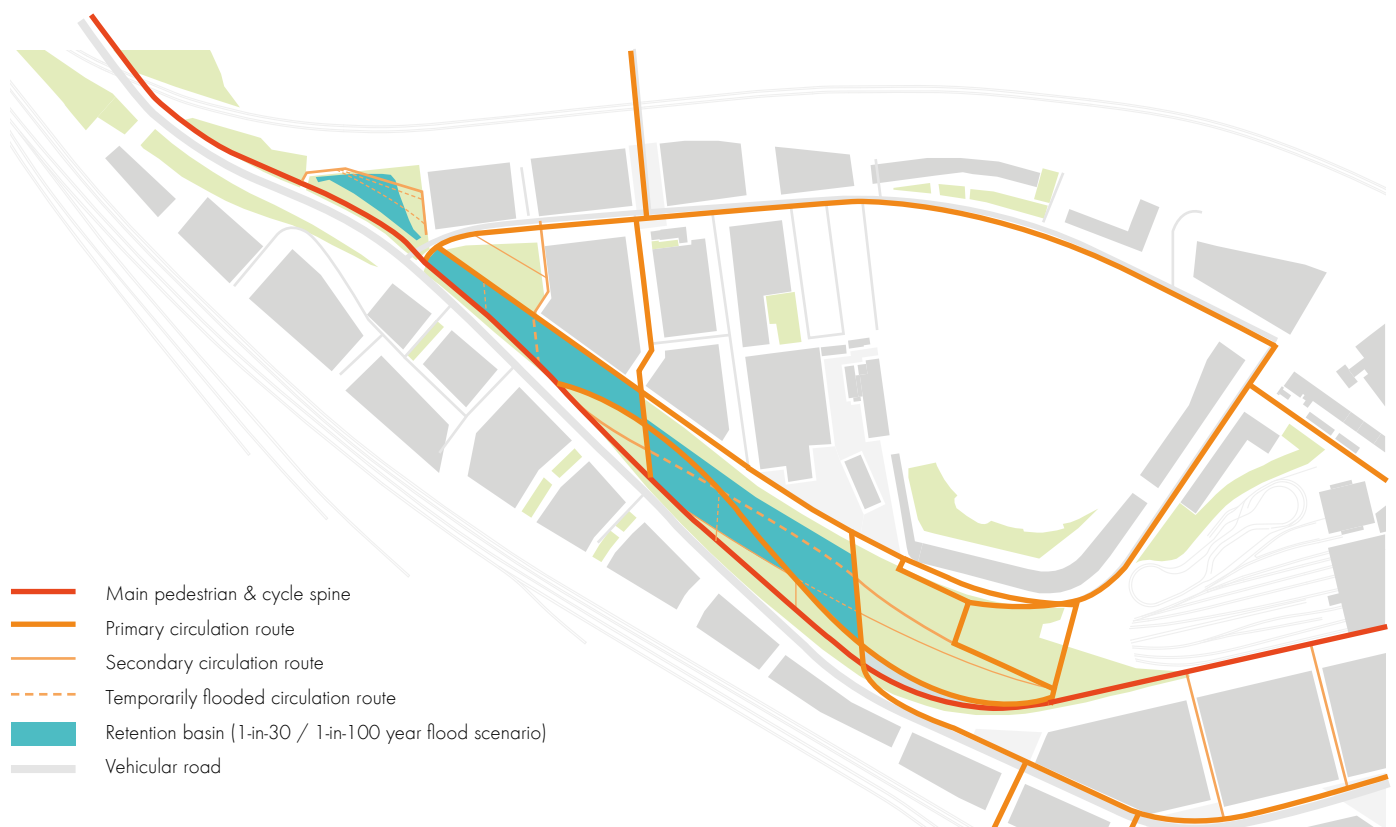 Main pedestrian & cycle spine
Primary circulation route
Secondary circulation route
Temporarily flooded circulation route
Retention basin (1-in-30 / 1-in-100 year flood scenario)
Vehicular road